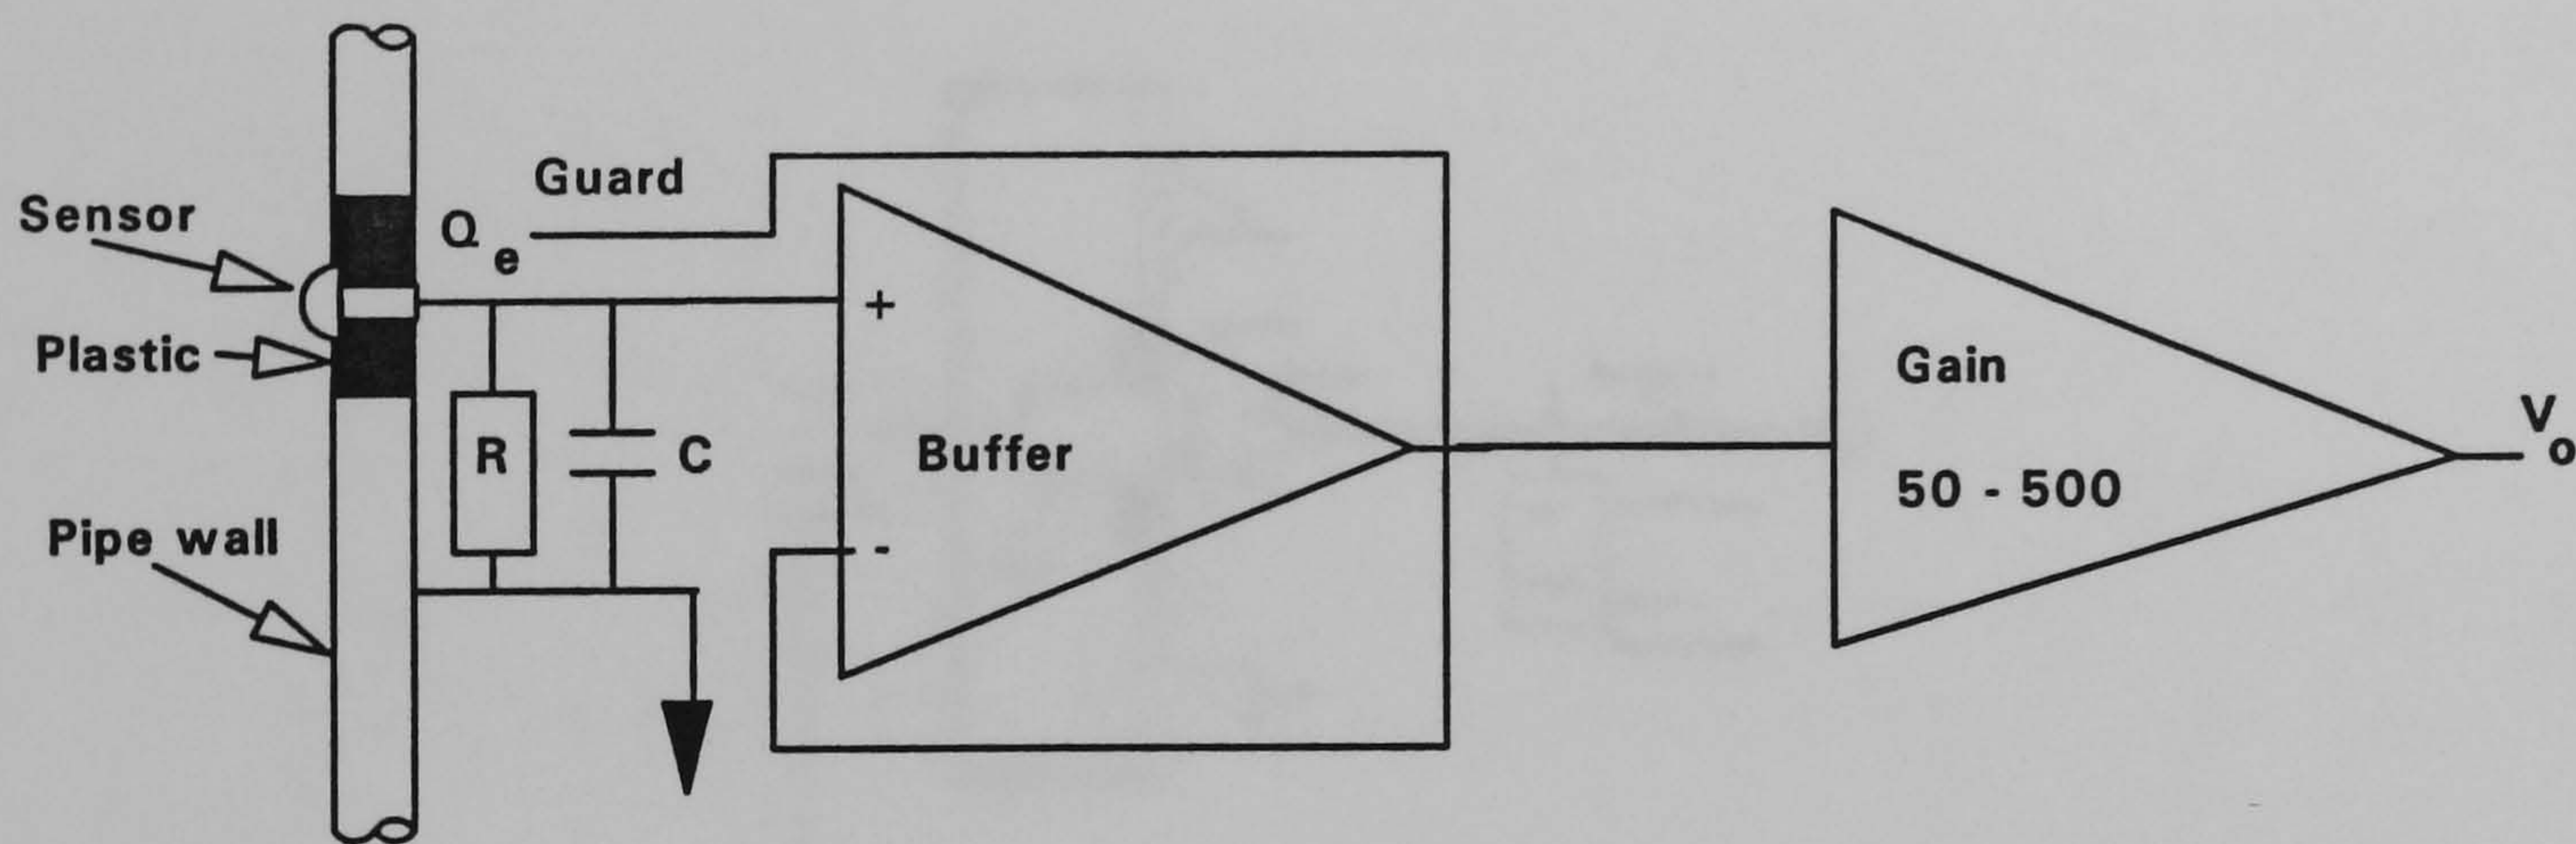 Guard
Sensor
Q e
+
Plastic
Gain
R
C
Buffer
V o
50 - 500
Pipe wall
-